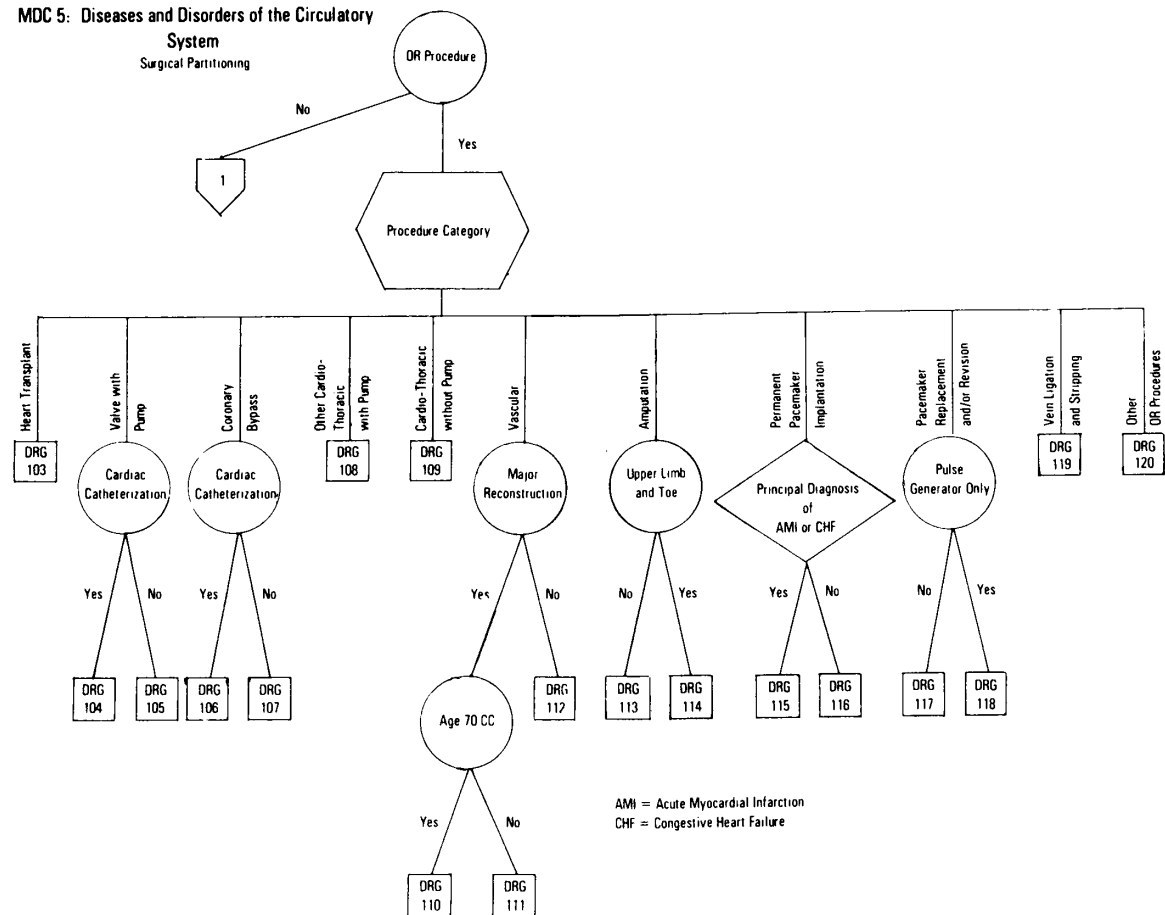 MDC 5: Diseases and Disorders of the Circulatory
System
Surgical Partitioning
OR Procedure
No
Yes
1
Procedure Category
Heart Transplant
Valve with
Pump
Coronary
Bypass
Other Cardio-
Thoracic
with Pump
Cardio-Thoracic
without Pump
Vascular
Amputation
Permanent
Pacemaker
Implantation
Pacemaker
Replacement
and/or Revision
Vein Ligation
and Stripping
Other
OR Procedures
DRG
103
DRG
108
DRG
109
DRG
119
DRG
120
Cardiac
Catheterization
Cardiac
Catheterization
Major
Reconstruction
Upper Limb
and Toe
Principal Diagnosis
of
AMI or CHF
Pulse
Generator Only
Yes
No
Yes
No
Yes
No
No
Yes
Yes
No
No
Yes
DRG
104
DRG
105
DRG
106
DRG
107
DRG
112
DRG
113
DRG
114
DRG
115
DRG
116
DRG
117
DRG
118
Age 70 CC
Yes
No
DRG
110
DRG
111
AMI = Acute Myocardial Infarction
CHF = Congestive Heart Failure